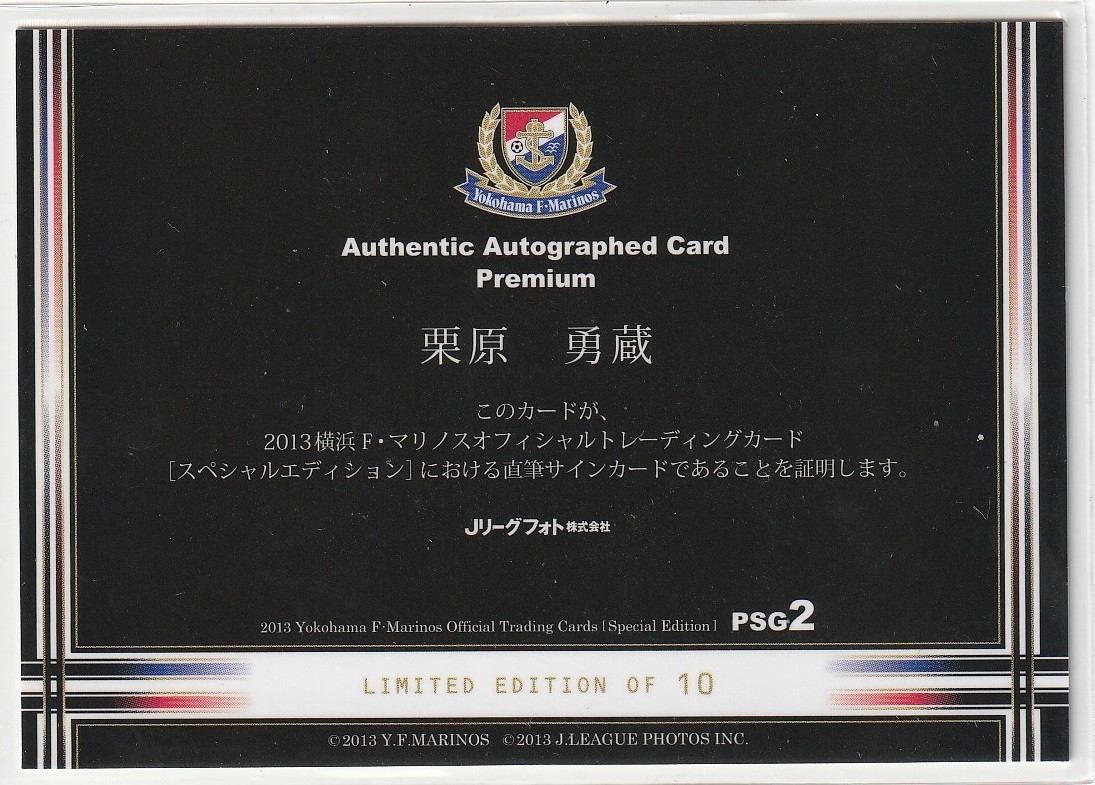 Yokohama F·Marinos
Authentic Autographed Card
Premium
栗原　勇蔵
このカードが、
2013横浜F・マリノスオフィシャルトレーディングカード
［スペシャルエディション］における直筆サインカードであることを証明します。
Jリーグフォト株式会社
2013 Yokohama F·Marinos Official Trading Cards [Special Edition] PSG2
LIMITED EDITION OF 10
©2013 Y.F.MARINOS ©2013 J.LEAGUE PHOTOS INC.